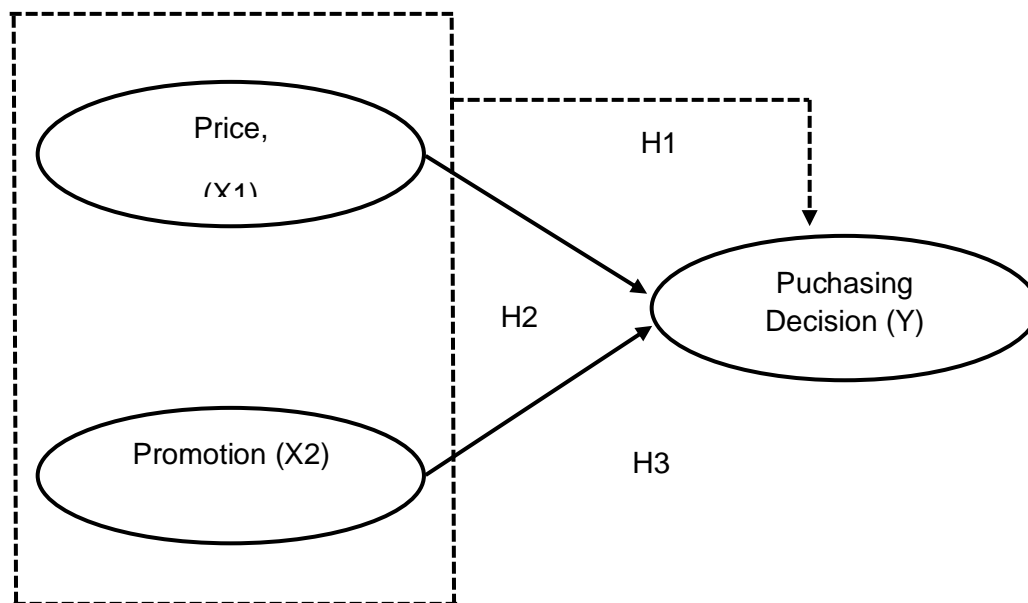 Price,
(X1)
H1
Puchasing
Decision (Y)
H2
Promotion (X2)
H3